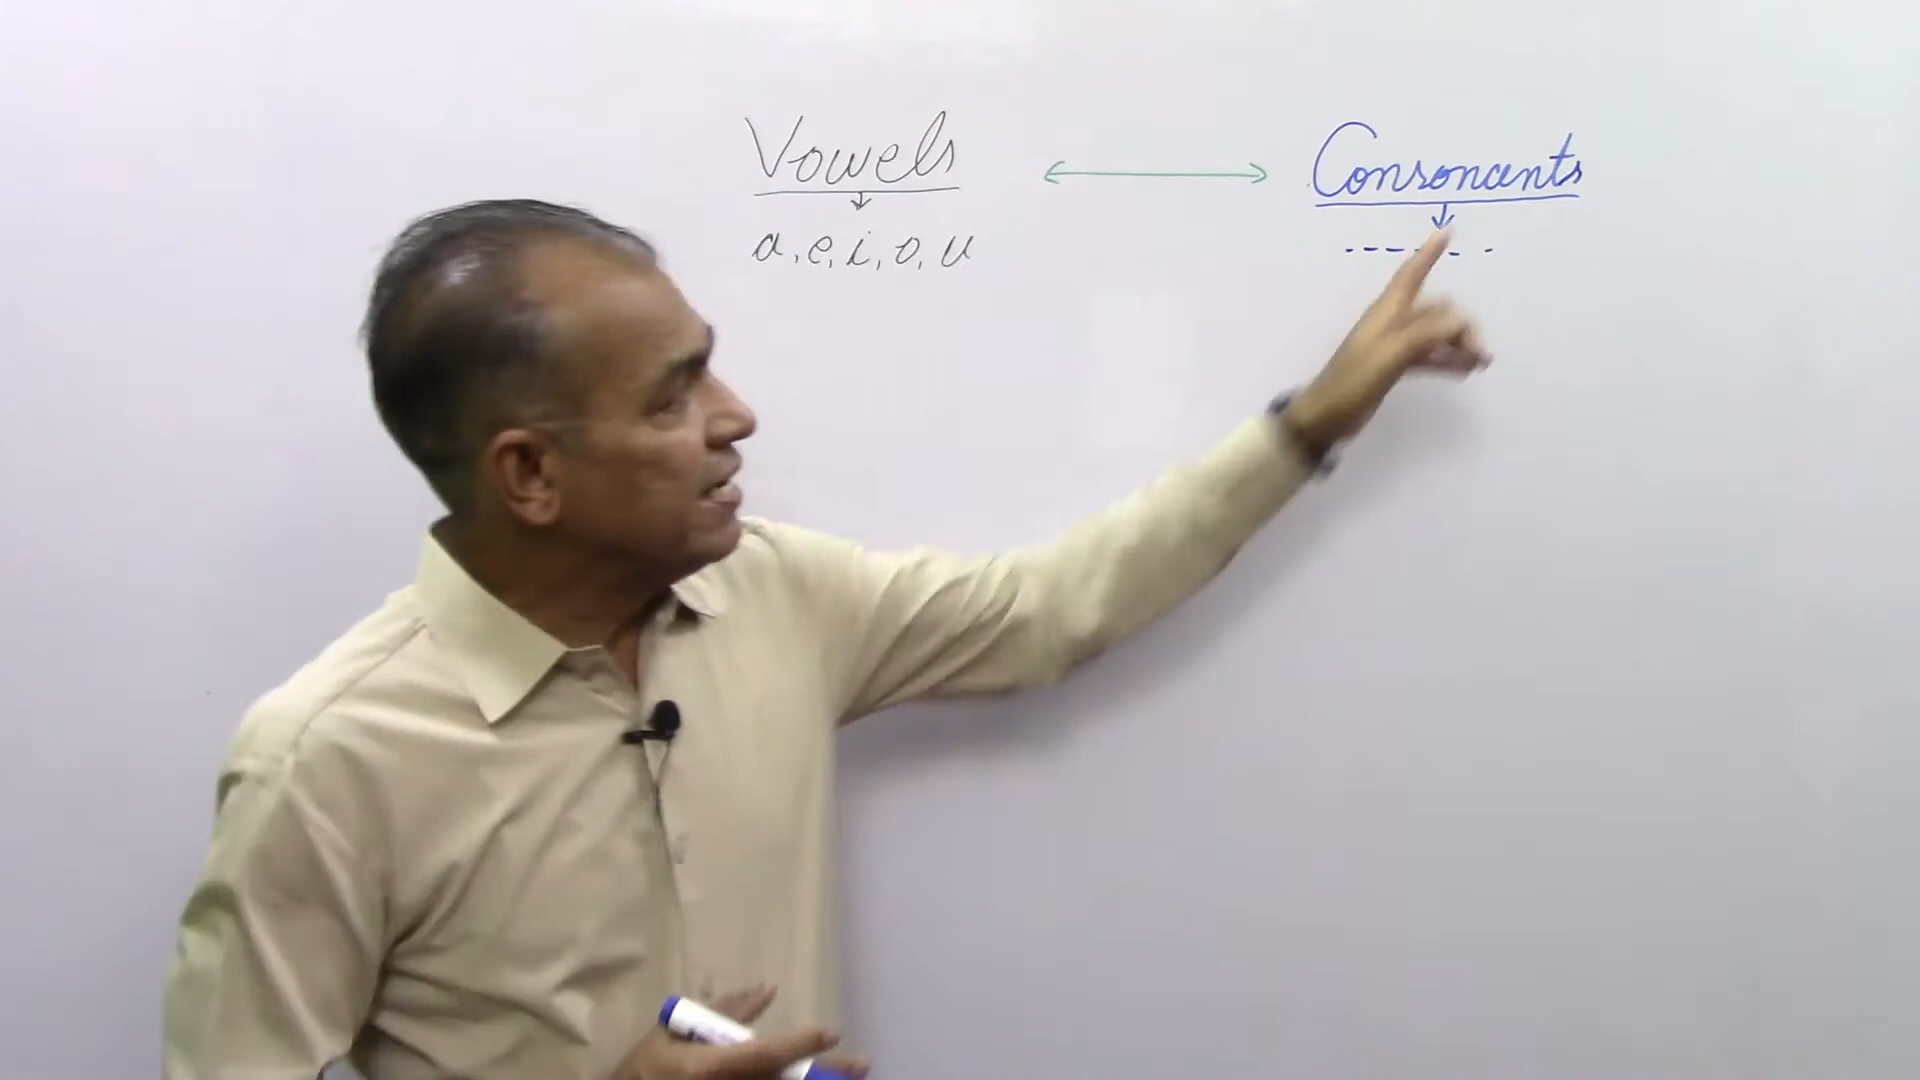 Vowels ↔ Consonants
↓ ↓
a, e, i, o, u ------